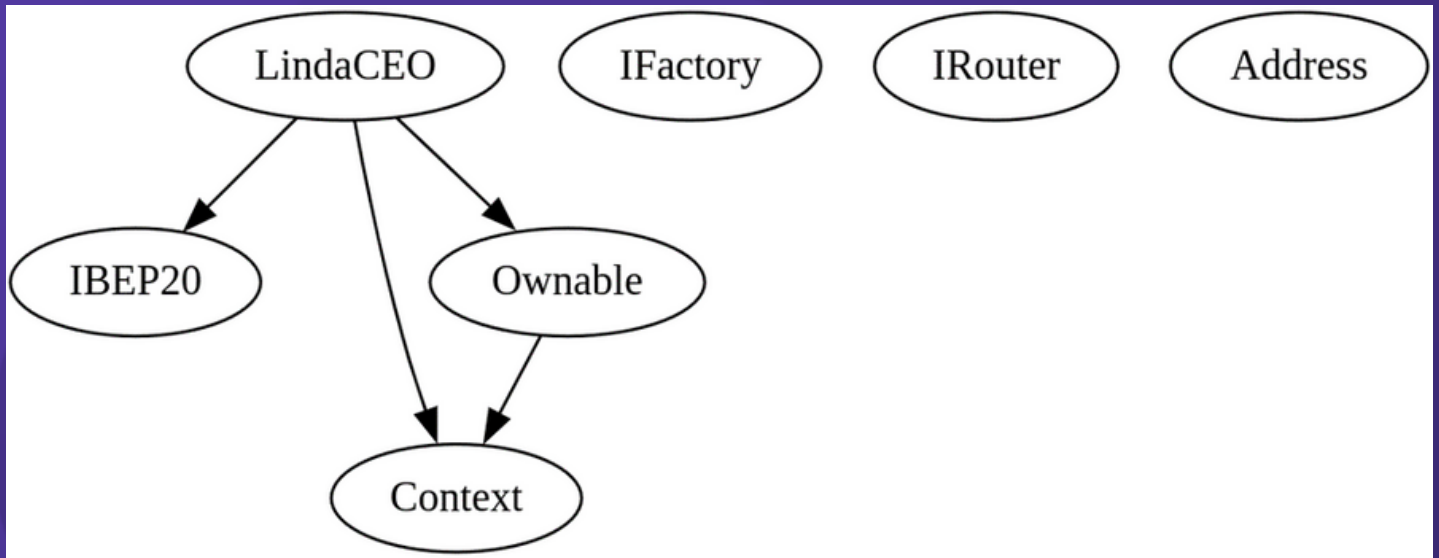 LindaCEO
IFactory
IRouter
Address
IBEP20
Ownable
Context